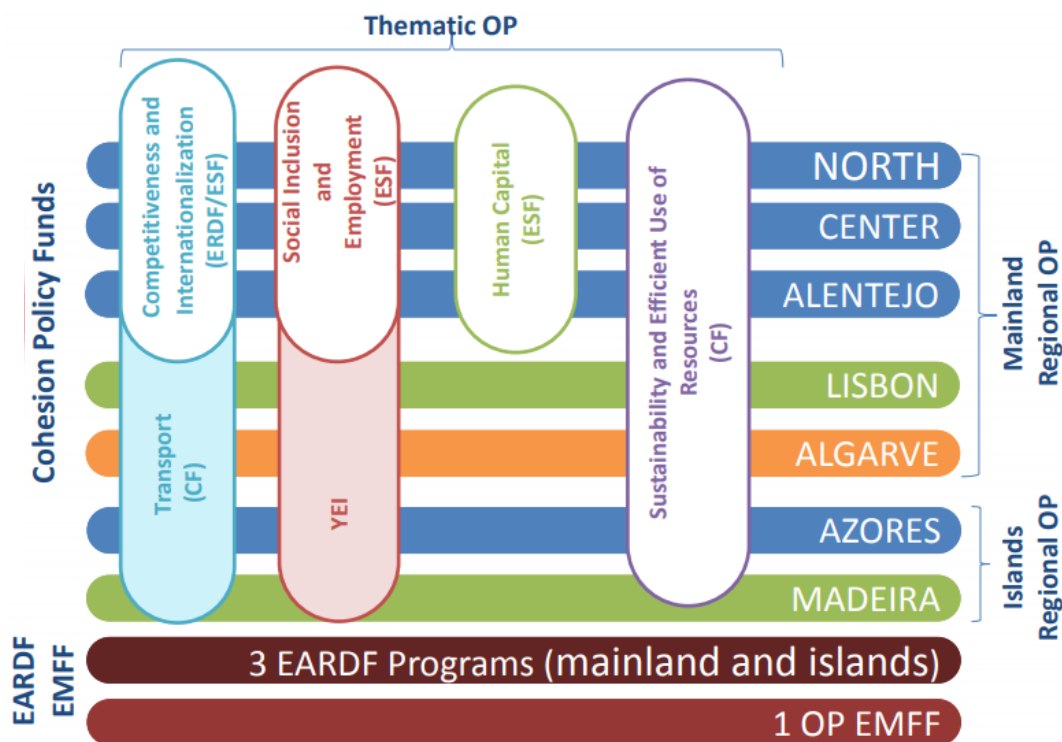 Thematic OP
Cohesion Policy Funds
Competitiveness and
Internationalization
(ERDF/ESF)
Transport
(CF)
Social Inclusion
and
Employment
(ESF)
YEI
Human Capital
(ESF)
Sustainability and Efficient Use of
Resources
(CF)
NORTH
CENTER
ALENTEJO
LISBON
ALGARVE
AZORES
MADEIRA
Mainland
Regional OP
Islands
Regional OP
EARDF
EMFF
3 EARDF Programs (mainland and islands)
1 OP EMFF